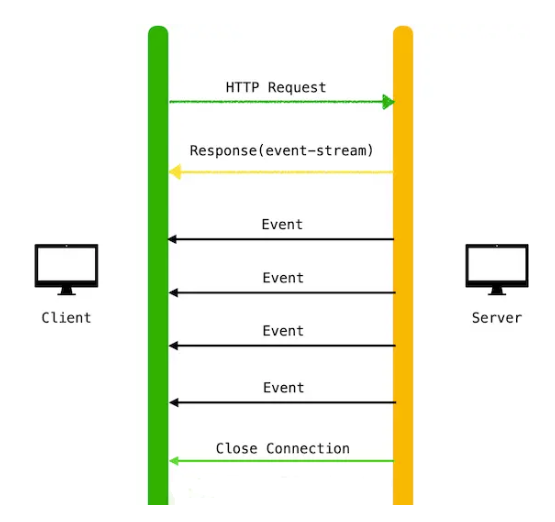 HTTP Request
Response(event-stream)
Event
Event
Client
Server
Event
Event
Close Connection